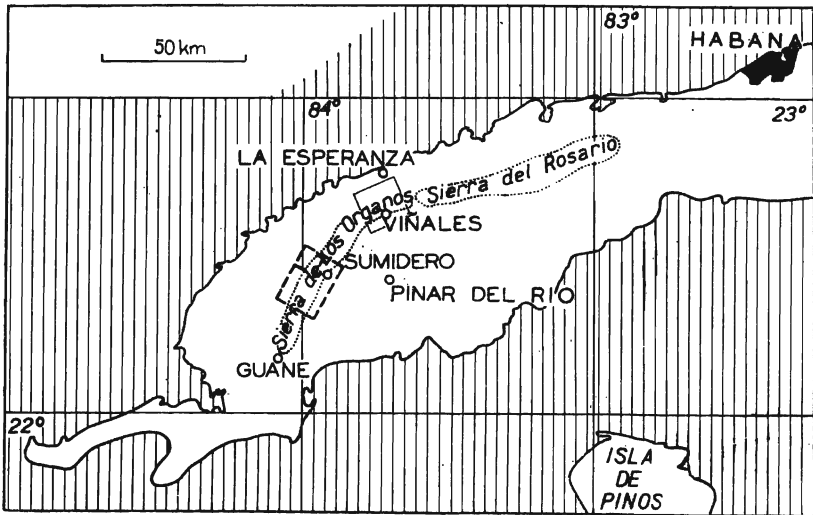 50 km
83°
HABANA
84°
23°
LA ESPERANZA
Sierra del Rosario
Sierra de Los Organos
VIÑALES
SUMIDERO
PINAR DEL RIO
GUANE
22°
ISLA
DE
PINOS